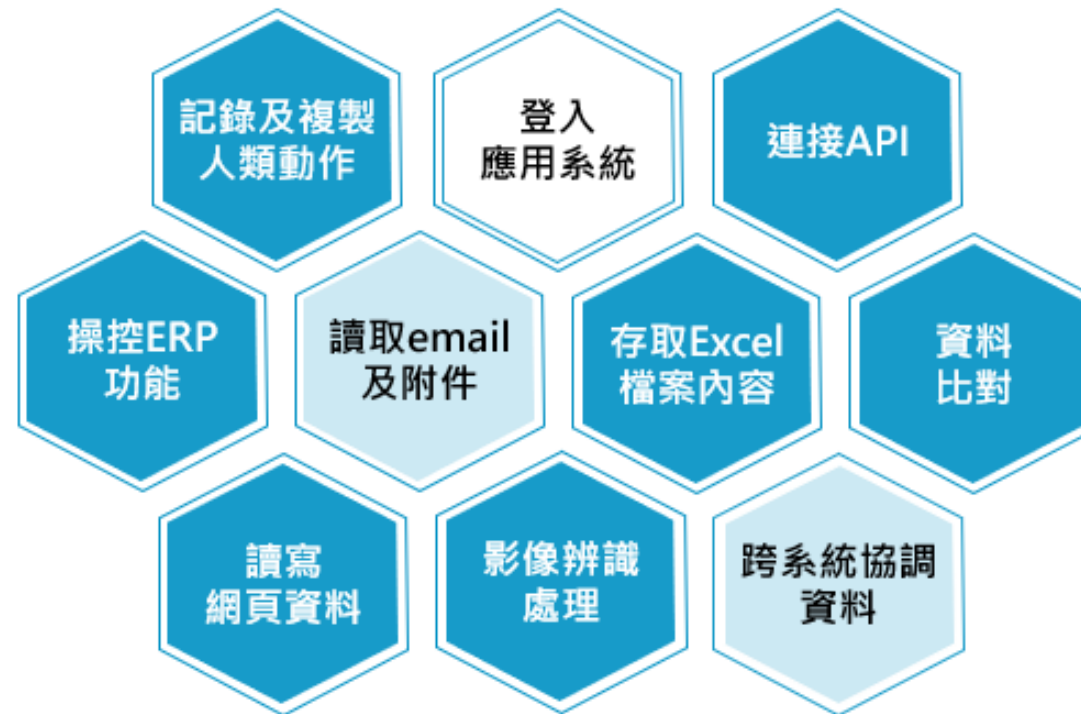 記錄及複製
人類動作
登入
應用系統
連接API
操控ERP
功能
讀取email
及附件
存取Excel
檔案內容
資料
比對
讀寫
網頁資料
影像辨識
處理
跨系統協調
資料